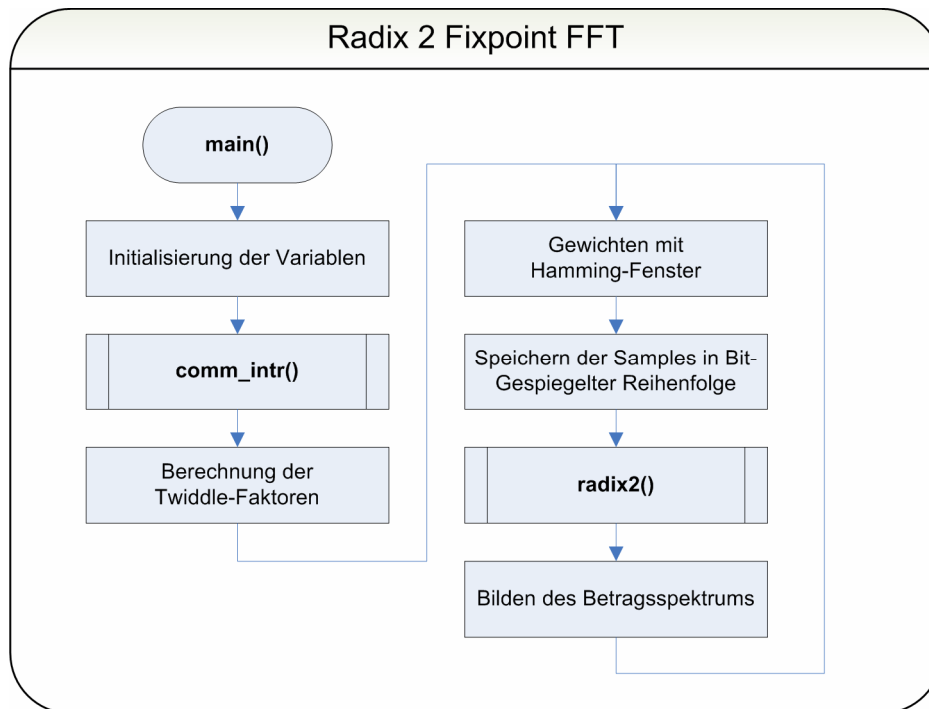 Radix 2 Fixpoint FFT
main()
Initialisierung der Variablen
comm_intr()
Berechnung der
Twiddle-Faktoren
Gewichten mit
Hamming-Fenster
Speichern der Samples in Bit-
Gespiegelter Reihenfolge
radix2()
Bilden des Betragsspektrums